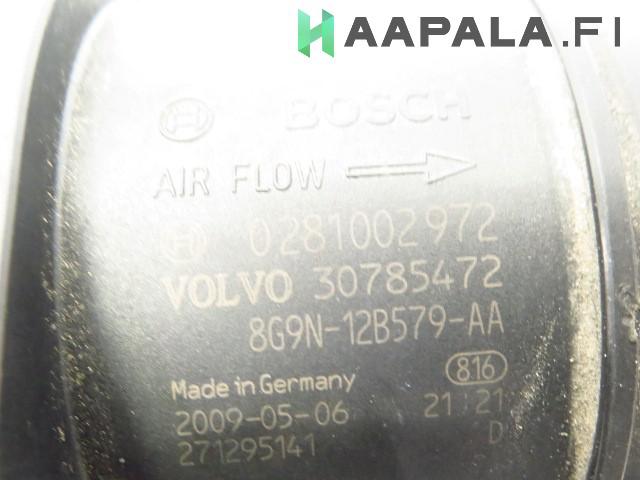 HAAPALA.FI
BOSCH
AIR FLOW
0281002972
VOLVO 30785472
8G9N-12B579-AA
Made in Germany 816
2009-05-06 21:21
271295141 D